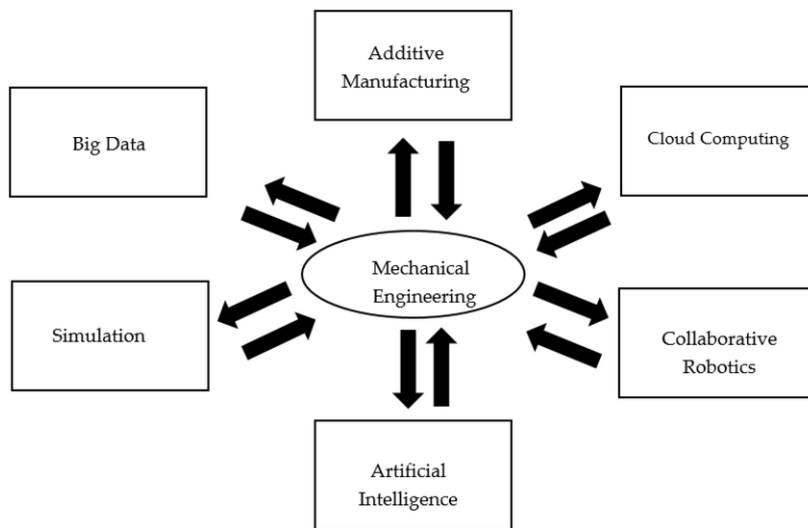 Additive
Manufacturing
Big Data
Cloud Computing
Mechanical
Engineering
Simulation
Collaborative
Robotics
Artificial
Intelligence